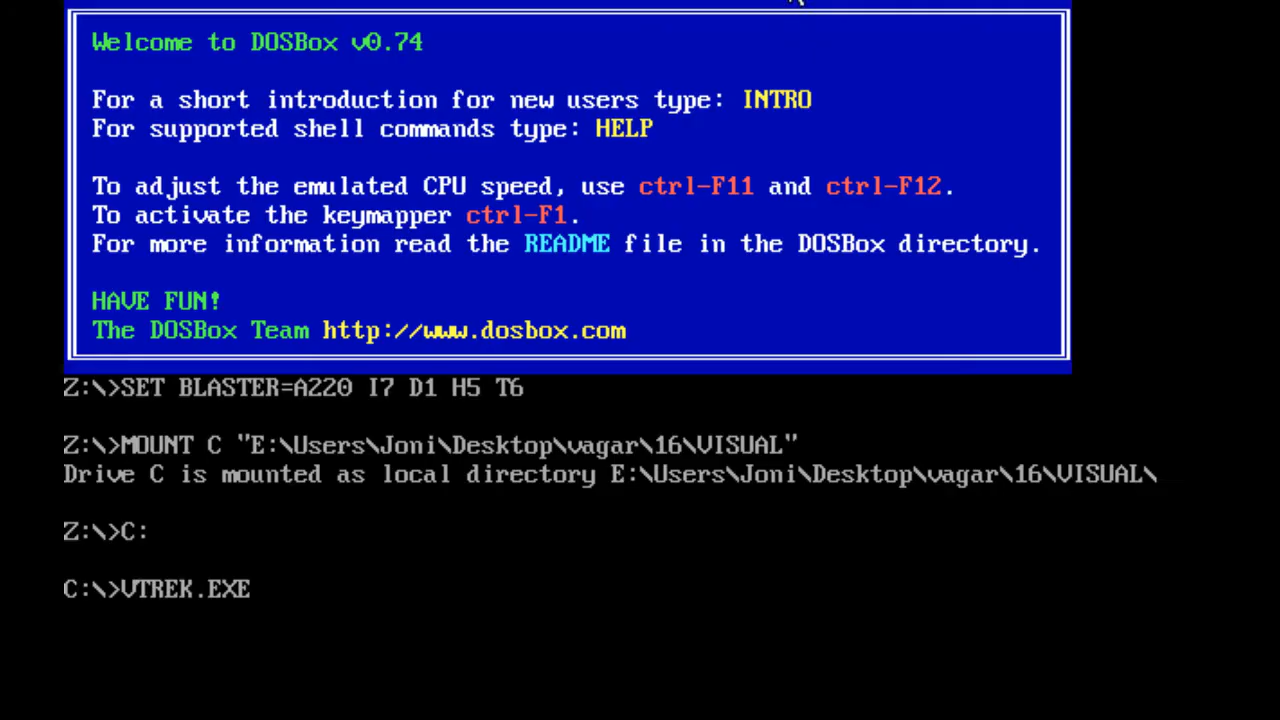 Welcome to DOSBox v0.74
For a short introduction for new users type: INTRO
For supported shell commands type: HELP
To adjust the emulated CPU speed, use ctrl-F11 and ctrl-F12.
To activate the keymapper ctrl-F1.
For more information read the README file in the DOSBox directory.
HAVE FUN!
The DOSBox Team http://www.dosbox.com
Z:\>SET BLASTER=A220 I7 D1 H5 T6
Z:\>MOUNT C "E:\Users\Joni\Desktop\vagar\16\VISUAL"
Drive C is mounted as local directory E:\Users\Joni\Desktop\vagar\16\VISUAL\
Z:\>C:
C:\>VTREK.EXE